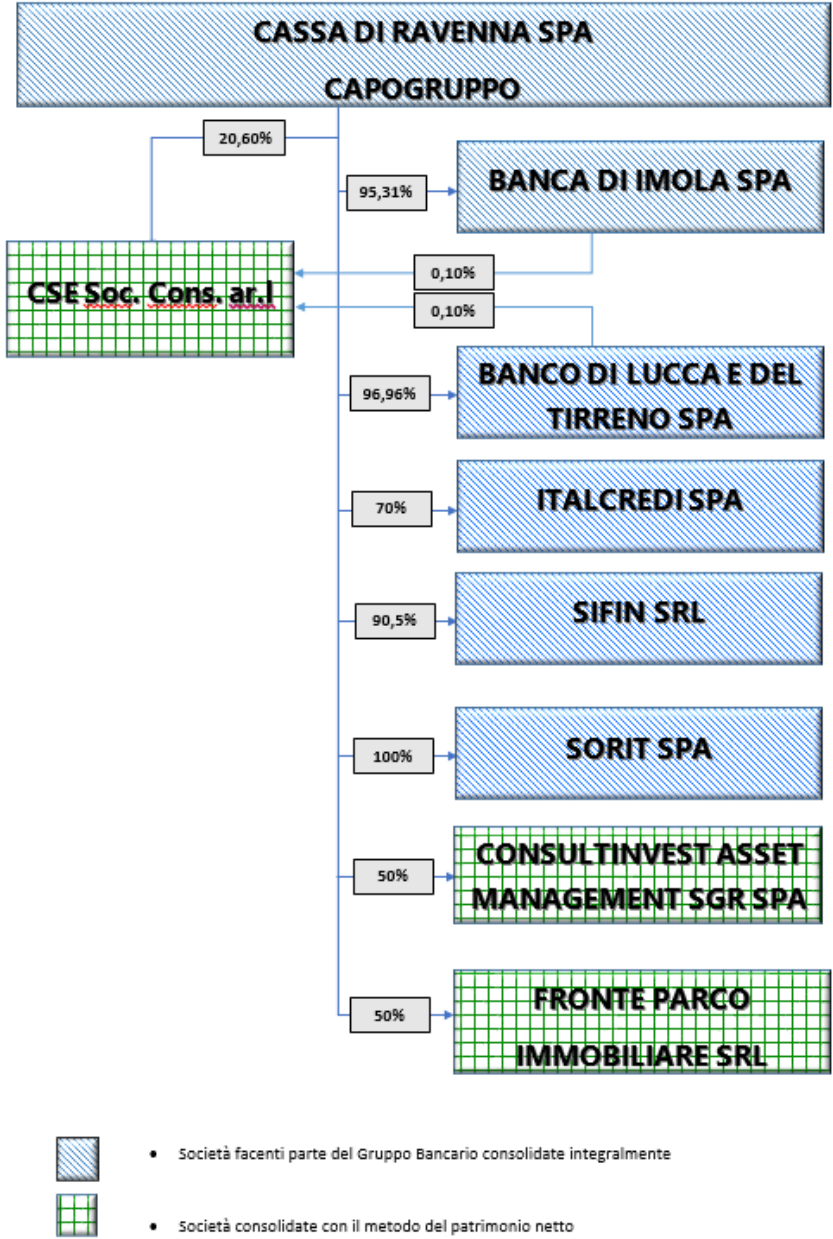 CASSA DI RAVENNA SPA
CAPOGRUPPO
20,60%
95,31%
BANCA DI IMOLA SPA
0,10%
CSE Soc. Cons. ar.l
0,10%
96,96%
BANCO DI LUCCA E DEL
TIRRENO SPA
70%
ITALCREDI SPA
90,5%
SIFIN SRL
100%
SORIT SPA
50%
CONSULTINVEST ASSET
MANAGEMENT SGR SPA
50%
FRONTE PARCO
IMMOBILIARE SRL
• Società facenti parte del Gruppo Bancario consolidate integralmente
• Società consolidate con il metodo del patrimonio netto